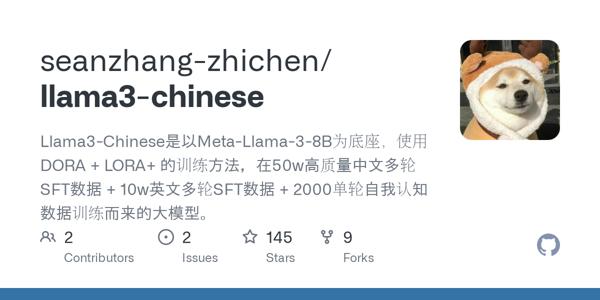 seanzhang-zhichen/
llama3-chinese
Llama3-Chinese是以Meta-Llama-3-8B为底座，使用
DORA + LORA+ 的训练方法，在50w高质量中文多轮
SFT数据 + 10w英文多轮SFT数据 + 2000单轮自我认知
数据训练而来的大模型。
2 2 145 9
Contributors Issues Stars Forks